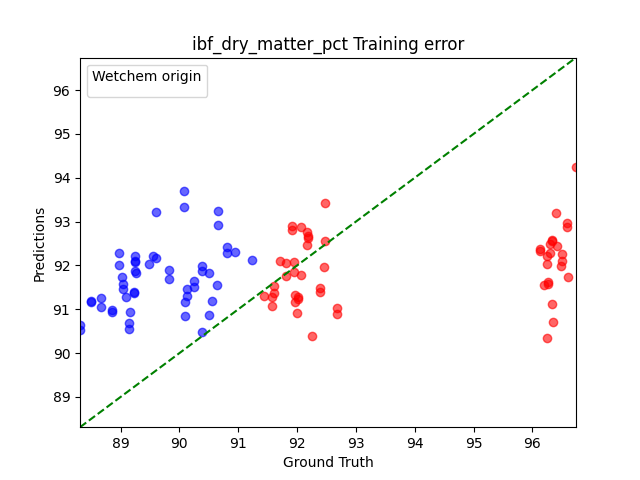 ibf_dry_matter_pct Training error
Wetchem origin
96
95
94
93
92
91
90
89
Predictions
89 90 91 92 93 94 95 96
Ground Truth